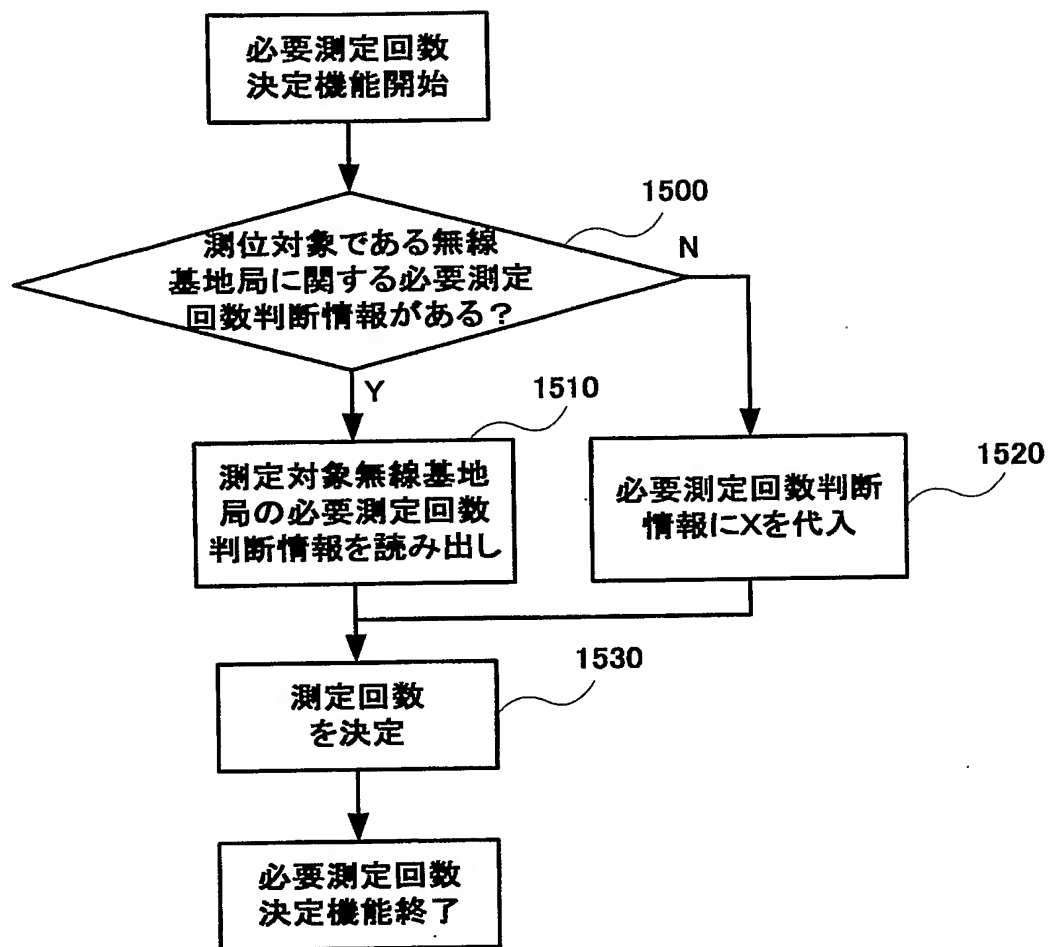 必要測定回数
決定機能開始
1500
測位対象である無線
基地局に関する必要測定
回数判断情報がある？
N
Y
1510
測定対象無線基地
局の必要測定回数
判断情報を読み出し
1520
必要測定回数判断
情報にXを代入
1530
測定回数
を決定
必要測定回数
決定機能終了